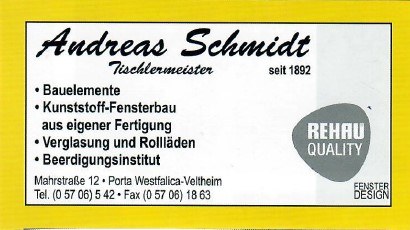 Andreas Schmidt
Tischlermeister seit 1892
• Bauelemente
• Kunststoff-Fensterbau
aus eigener Fertigung
• Verglasung und Rollläden
• Beerdigungsinstitut
REHAU
QUALITY
Mahrstraße 12 • Porta Westfalica-Veltheim
Tel. (0 57 06) 5 42 • Fax (0 57 06) 18 63
FENSTER
DESIGN